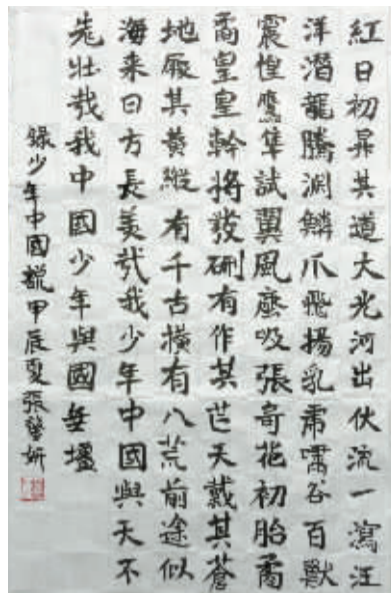 紅日初昇其道大光河出伏流一瀉汪
洋潛龍騰淵鱗爪飛揚乳虎嘯谷百獸
震惶鷹隼試翼風塵吸張奇花初胎矞
矞皇皇幹將發硎有作其芒天戴其蒼
地履其黃縱有千古橫有八荒前途似
海来日方長美哉我少年中國與天不
老壯哉我中國少年與國無疆
錄少年中國說甲辰夏張妍